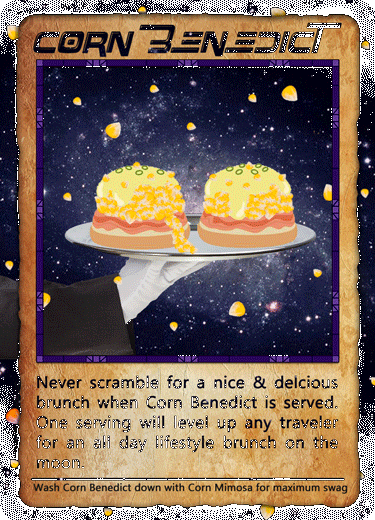 Corn Benedict
Never scramble for a nice & delcious
brunch when Corn Benedict is served.
One serving will level up any traveler
for an all day lifestyle brunch on the
moon.
Wash Corn Benedict down with Corn Mimosa for maximum swag